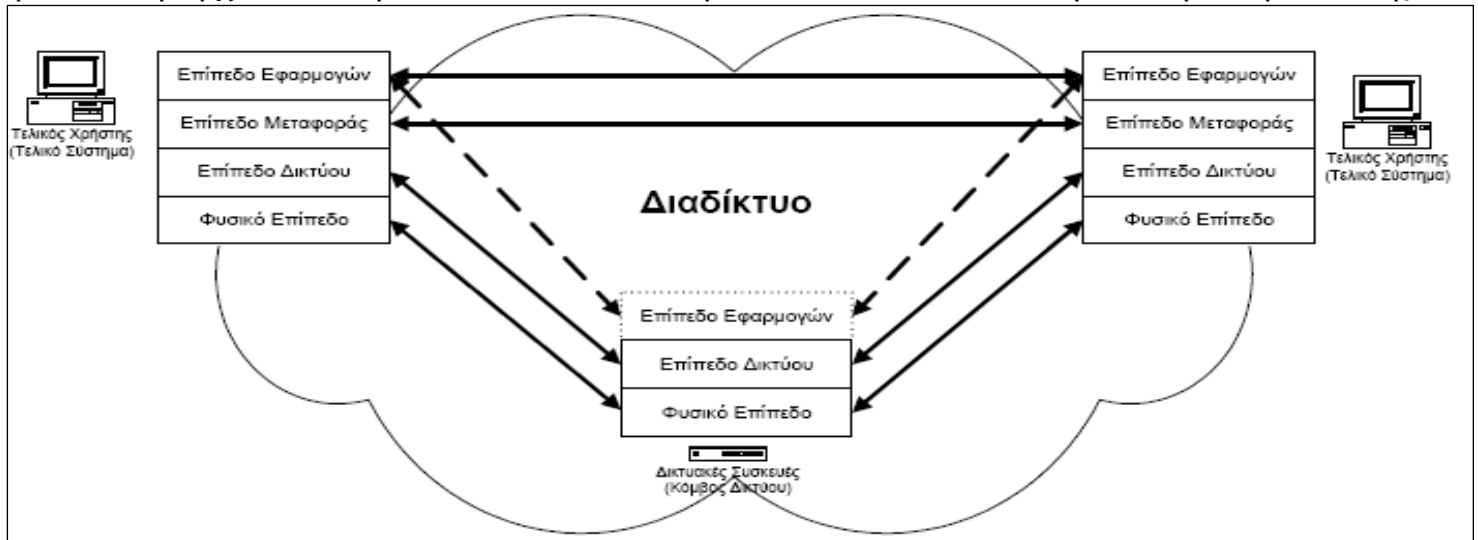 Επίπεδο Εφαρμογών
Επίπεδο Μεταφοράς
Επίπεδο Δικτύου
Φυσικό Επίπεδο
Τελικός Χρήστης
(Τελικό Σύστημα)
Διαδίκτυο
Επίπεδο Εφαρμογών
Επίπεδο Μεταφοράς
Επίπεδο Δικτύου
Φυσικό Επίπεδο
Τελικός Χρήστης
(Τελικό Σύστημα)
Επίπεδο Εφαρμογών
Επίπεδο Δικτύου
Φυσικό Επίπεδο
Δικτυακές Συσκευές
(Κόμβος Δικτύου)